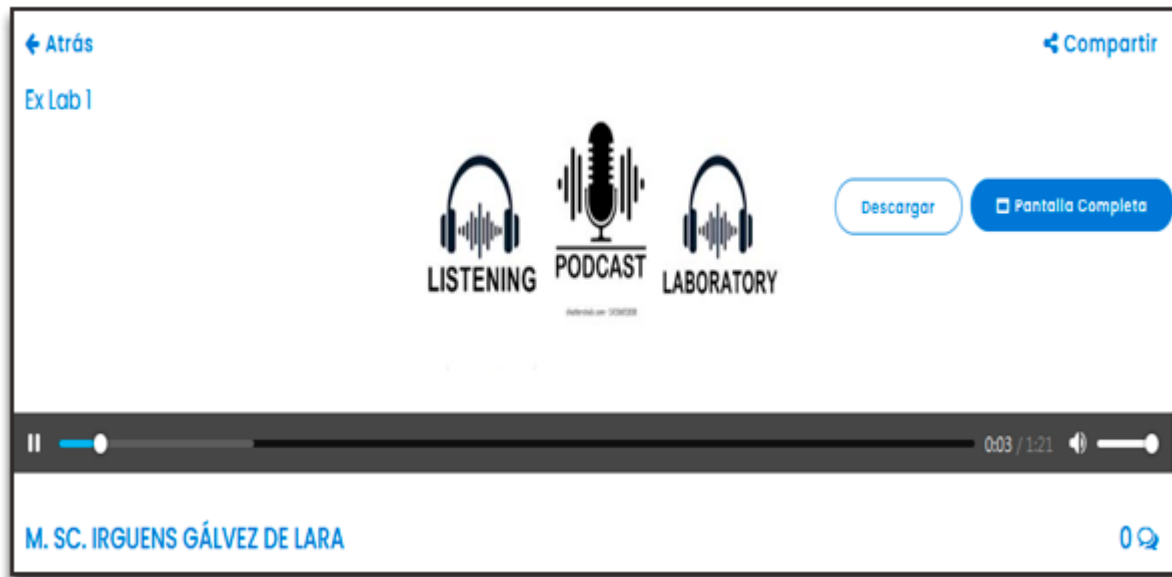 Atrás
Compartir
Ex Lab 1
LISTENING
PODCAST
LABORATORY
Descargar
Pantalla Completa
0:03 / 1:21
M. SC. IRGUENS GÁLVEZ DE LARA
0